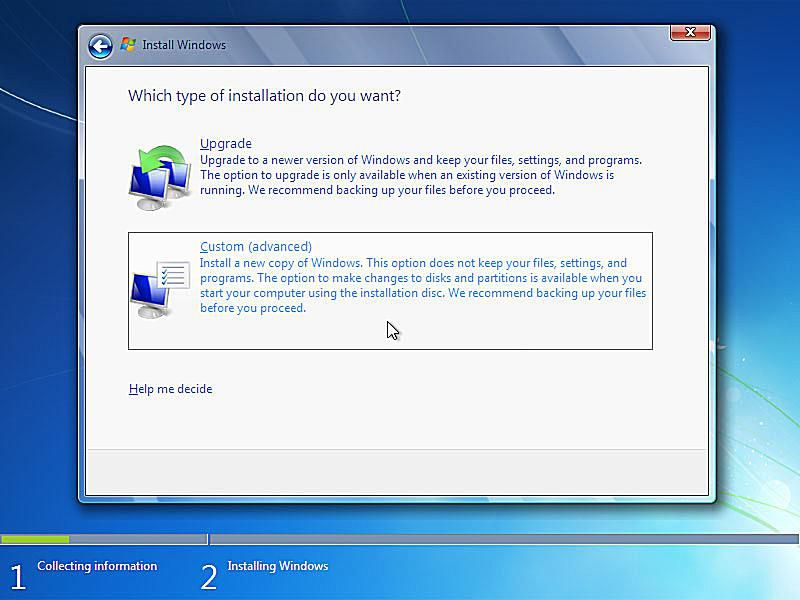 Install Windows
Which type of installation do you want?
Upgrade
Upgrade to a newer version of Windows and keep your files, settings, and programs.
The option to upgrade is only available when an existing version of Windows is
running. We recommend backing up your files before you proceed.
Custom (advanced)
Install a new copy of Windows. This option does not keep your files, settings, and
programs. The option to make changes to disks and partitions is available when you
start your computer using the installation disc. We recommend backing up your files
before you proceed.
Help me decide
1 Collecting information
2 Installing Windows